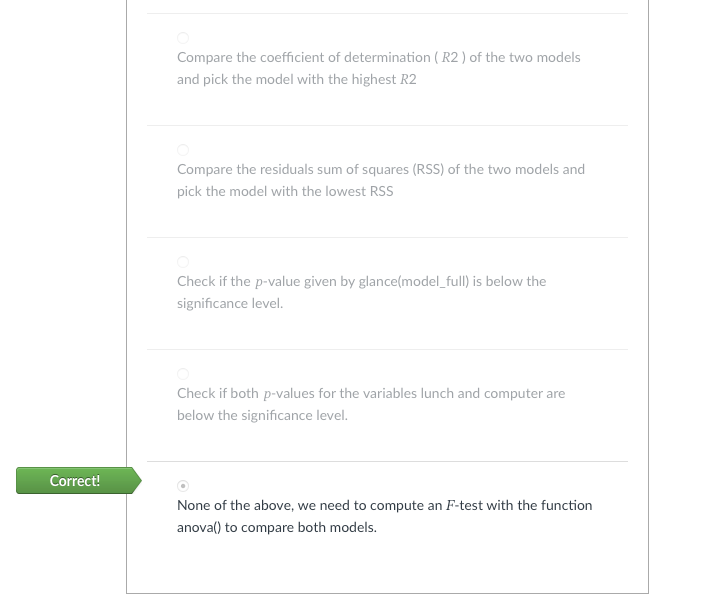 Compare the coefficient of determination ( R2 ) of the two models
and pick the model with the highest R2
Compare the residuals sum of squares (RSS) of the two models and
pick the model with the lowest RSS
Check if the p-value given by glance(model_full) is below the
significance level.
Check if both p-values for the variables lunch and computer are
below the significance level.
Correct!
None of the above, we need to compute an F-test with the function
anova() to compare both models.